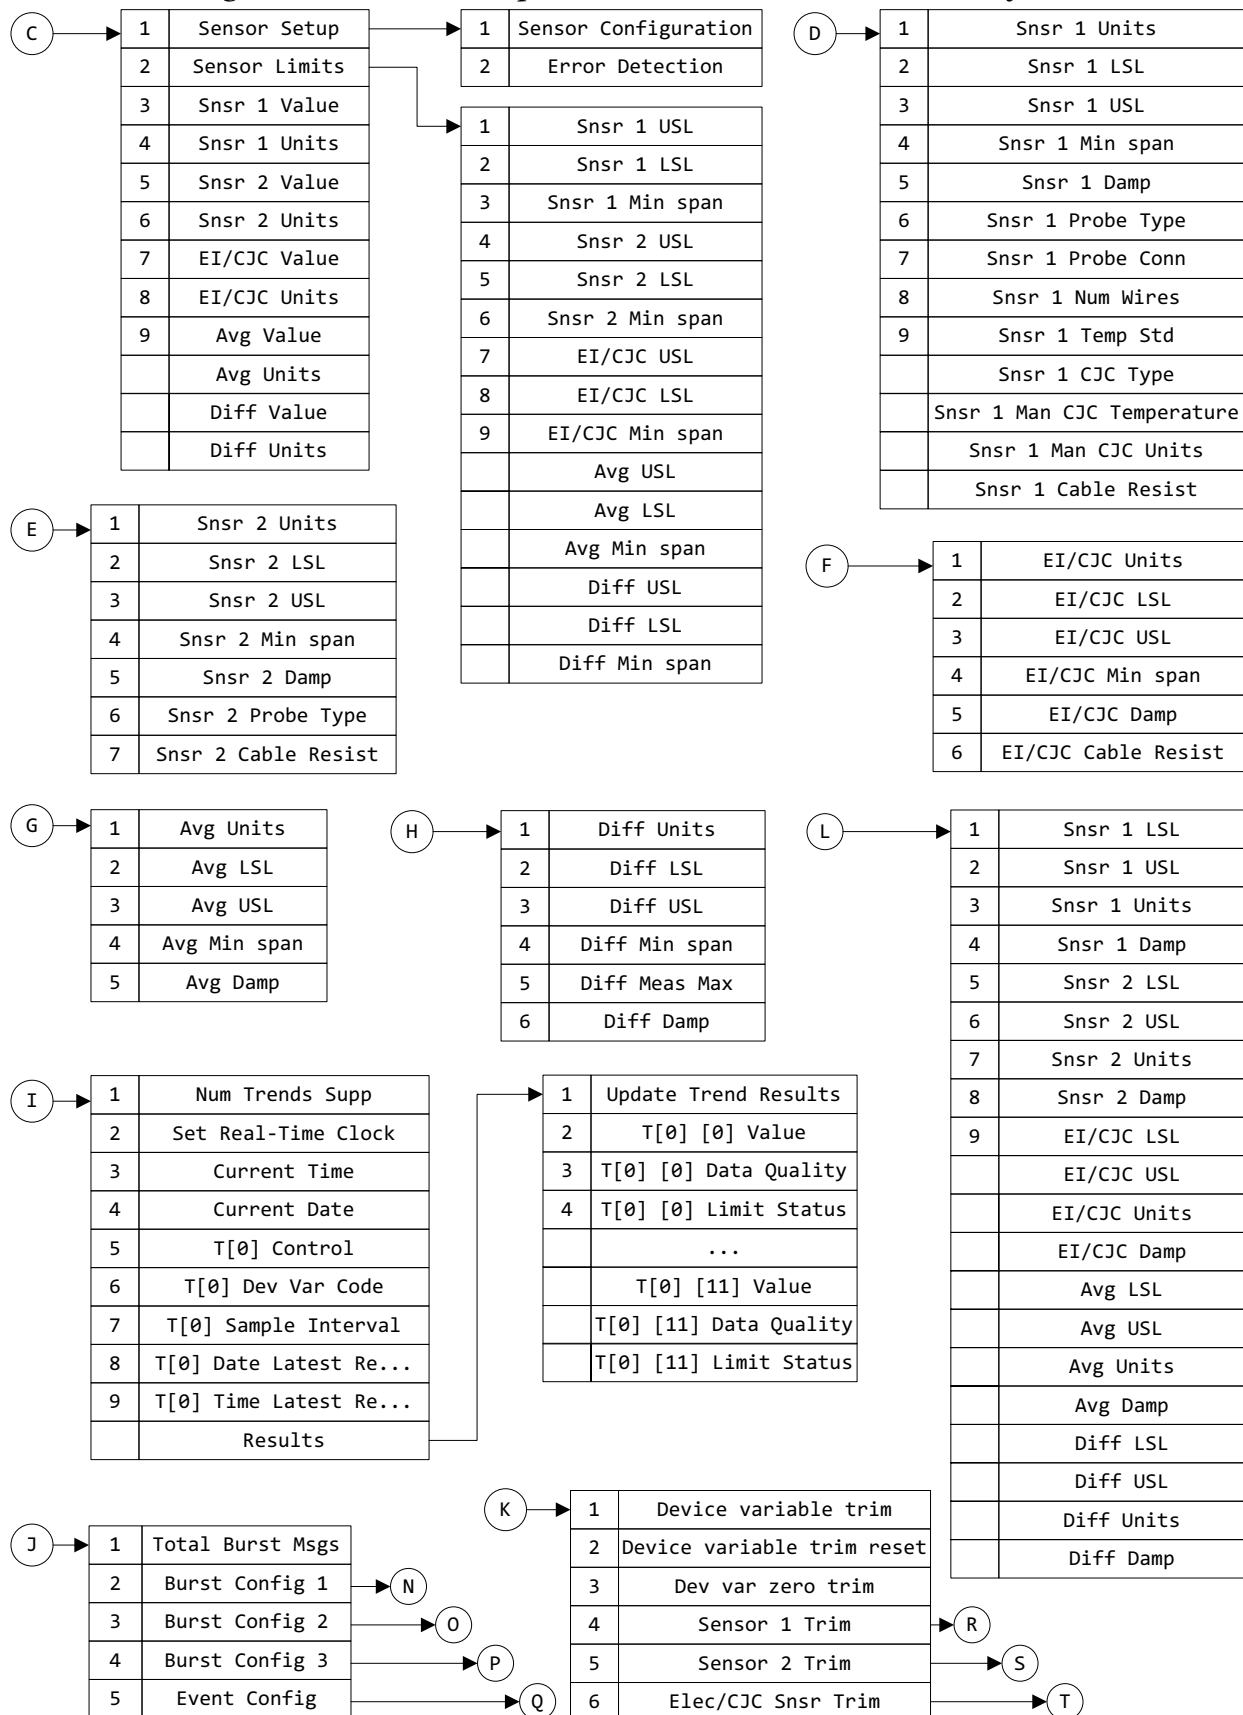 C
1 Sensor Setup
2 Sensor Limits
3 Snsr 1 Value
4 Snsr 1 Units
5 Snsr 2 Value
6 Snsr 2 Units
7 EI/CJC Value
8 EI/CJC Units
9 Avg Value
Avg Units
Diff Value
Diff Units
1 Sensor Configuration
2 Error Detection
1 Snsr 1 USL
2 Snsr 1 LSL
3 Snsr 1 Min span
4 Snsr 2 USL
5 Snsr 2 LSL
6 Snsr 2 Min span
7 EI/CJC USL
8 EI/CJC LSL
9 EI/CJC Min span
Avg USL
Avg LSL
Avg Min span
Diff USL
Diff LSL
Diff Min span
D
1 Snsr 1 Units
2 Snsr 1 LSL
3 Snsr 1 USL
4 Snsr 1 Min span
5 Snsr 1 Damp
6 Snsr 1 Probe Type
7 Snsr 1 Probe Conn
8 Snsr 1 Num Wires
9 Snsr 1 Temp Std
Snsr 1 CJC Type
Snsr 1 Man CJC Temperature
Snsr 1 Man CJC Units
Snsr 1 Cable Resist
E
1 Snsr 2 Units
2 Snsr 2 LSL
3 Snsr 2 USL
4 Snsr 2 Min span
5 Snsr 2 Damp
6 Snsr 2 Probe Type
7 Snsr 2 Cable Resist
F
1 EI/CJC Units
2 EI/CJC LSL
3 EI/CJC USL
4 EI/CJC Min span
5 EI/CJC Damp
6 EI/CJC Cable Resist
G
1 Avg Units
2 Avg LSL
3 Avg USL
4 Avg Min span
5 Avg Damp
H
1 Diff Units
2 Diff LSL
3 Diff USL
4 Diff Min span
5 Diff Meas Max
6 Diff Damp
L
1 Snsr 1 LSL
2 Snsr 1 USL
3 Snsr 1 Units
4 Snsr 1 Damp
5 Snsr 2 LSL
6 Snsr 2 USL
7 Snsr 2 Units
8 Snsr 2 Damp
9 EI/CJC LSL
EI/CJC USL
EI/CJC Units
EI/CJC Damp
Avg LSL
Avg USL
Avg Units
Avg Damp
Diff LSL
Diff USL
Diff Units
Diff Damp
I
1 Num Trends Supp
2 Set Real-Time Clock
3 Current Time
4 Current Date
5 T[0] Control
6 T[0] Dev Var Code
7 T[0] Sample Interval
8 T[0] Date Latest Re...
9 T[0] Time Latest Re...
Results
1 Update Trend Results
2 T[0] [0] Value
3 T[0] [0] Data Quality
4 T[0] [0] Limit Status
...
T[0] [11] Value
T[0] [11] Data Quality
T[0] [11] Limit Status
J
1 Total Burst Msgs
2 Burst Config 1 N
3 Burst Config 2 O
4 Burst Config 3 P
5 Event Config Q
K
1 Device variable trim
2 Device variable trim reset
3 Dev var zero trim
4 Sensor 1 Trim R
5 Sensor 2 Trim S
6 Elec/CJC Snsr Trim T